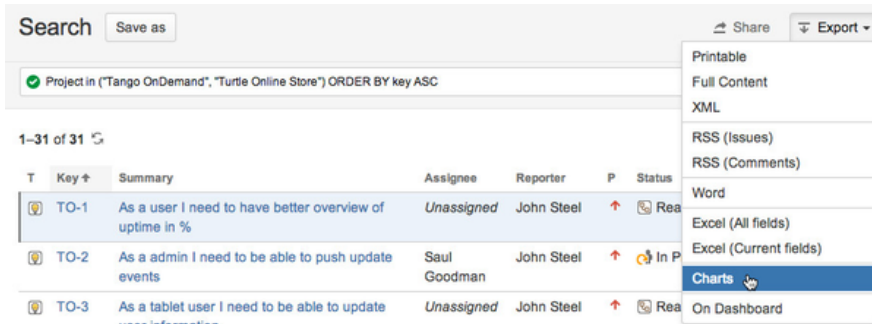 Search Save as Share Export
Printable
Full Content
XML
RSS (Issues)
RSS (Comments)
Word
Excel (All fields)
Excel (Current fields)
Charts
On Dashboard
Project in ("Tango OnDemand", "Turtle Online Store") ORDER BY key ASC
1–31 of 31
T Key Summary Assignee Reporter P Status
TO-1 As a user I need to have better overview of Unassigned John Steel Rea
uptime in %
TO-2 As a admin I need to be able to push update Saul John Steel In P
events Goodman
TO-3 As a tablet user I need to be able to update Unassigned John Steel Rea
user information